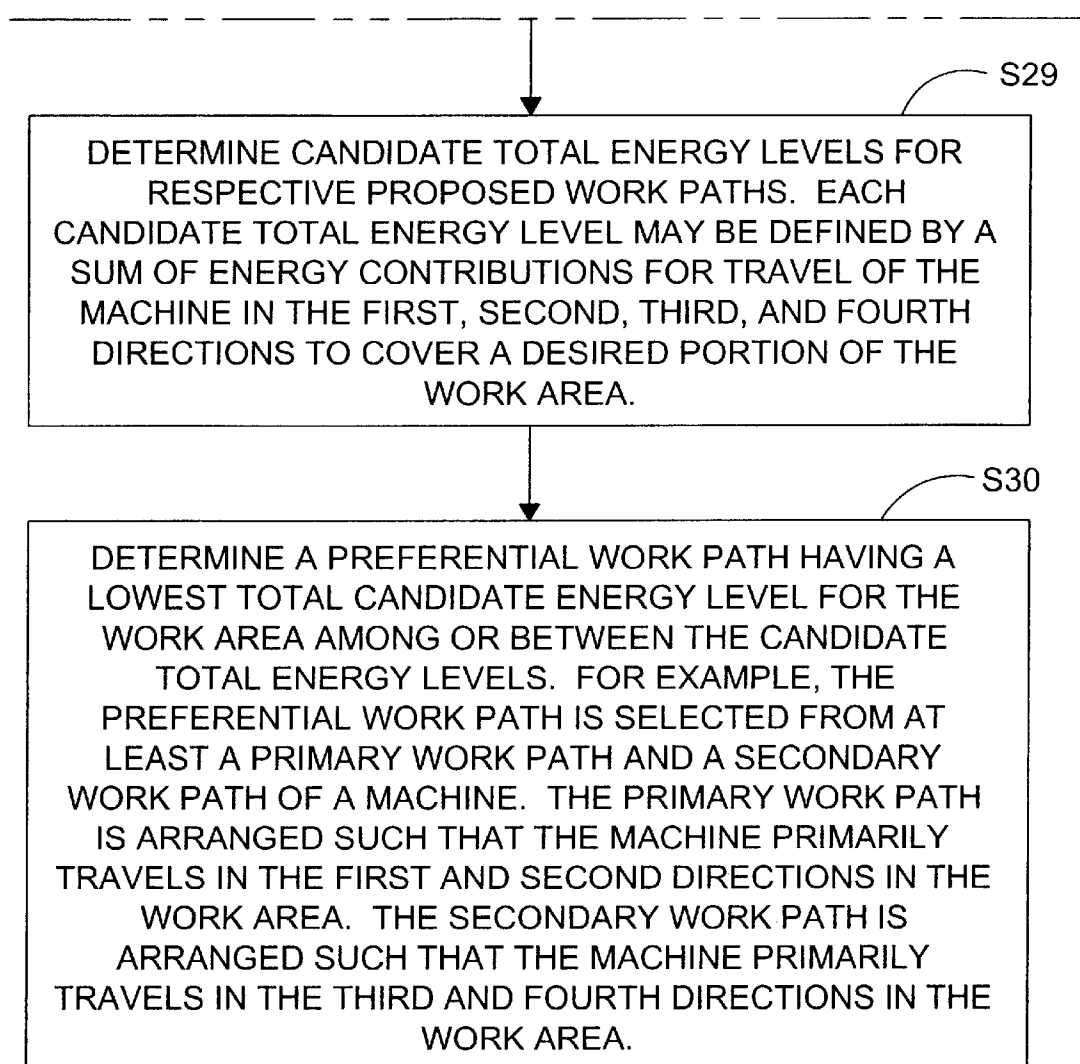 S29
DETERMINE CANDIDATE TOTAL ENERGY LEVELS FOR
RESPECTIVE PROPOSED WORK PATHS. EACH
CANDIDATE TOTAL ENERGY LEVEL MAY BE DEFINED BY A
SUM OF ENERGY CONTRIBUTIONS FOR TRAVEL OF THE
MACHINE IN THE FIRST, SECOND, THIRD, AND FOURTH
DIRECTIONS TO COVER A DESIRED PORTION OF THE
WORK AREA.
S30
DETERMINE A PREFERENTIAL WORK PATH HAVING A
LOWEST TOTAL CANDIDATE ENERGY LEVEL FOR THE
WORK AREA AMONG OR BETWEEN THE CANDIDATE
TOTAL ENERGY LEVELS. FOR EXAMPLE, THE
PREFERENTIAL WORK PATH IS SELECTED FROM AT
LEAST A PRIMARY WORK PATH AND A SECONDARY
WORK PATH OF A MACHINE. THE PRIMARY WORK PATH
IS ARRANGED SUCH THAT THE MACHINE PRIMARILY
TRAVELS IN THE FIRST AND SECOND DIRECTIONS IN THE
WORK AREA. THE SECONDARY WORK PATH IS
ARRANGED SUCH THAT THE MACHINE PRIMARILY
TRAVELS IN THE THIRD AND FOURTH DIRECTIONS IN THE
WORK AREA.